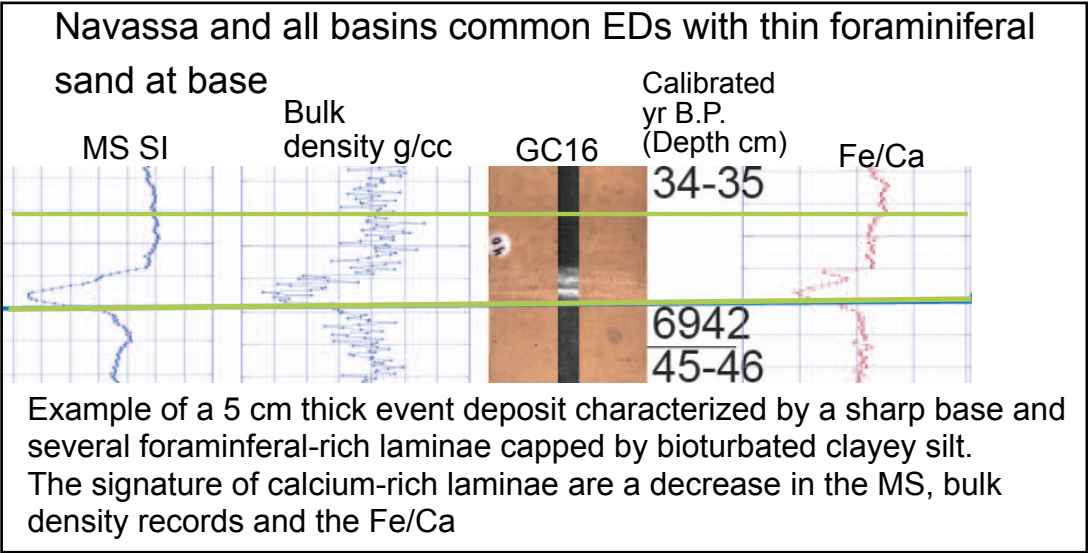 Navassa and all basins common EDs with thin foraminiferal
sand at base
MS SI
Bulk
density g/cc
GC16
Calibrated
yr B.P.
(Depth cm)
Fe/Ca
34-35
40
6942
45-46
Example of a 5 cm thick event deposit characterized by a sharp base and
several foraminferal-rich laminae capped by bioturbated clayey silt.
The signature of calcium-rich laminae are a decrease in the MS, bulk
density records and the Fe/Ca